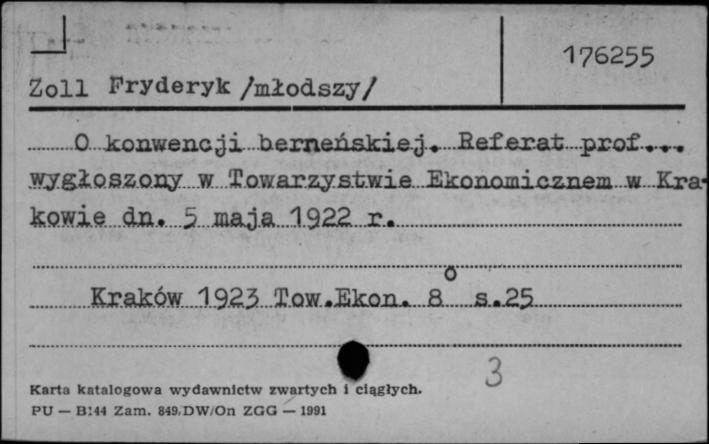 176255
Zoll Fryderyk /młodszy/
O konwencji berneńskiej. Referat prof...
wygłoszony w Towarzystwie Ekonomicznem w Kra-
kowie dn. 5 maja 1922 r.
Kraków 1923 Tow.Ekon. 8° s.25
3
Karta katalogowa wydawnictw zwartych i ciągłych.
PU — B144 Zam. 849/DW/On ZGG — 1991